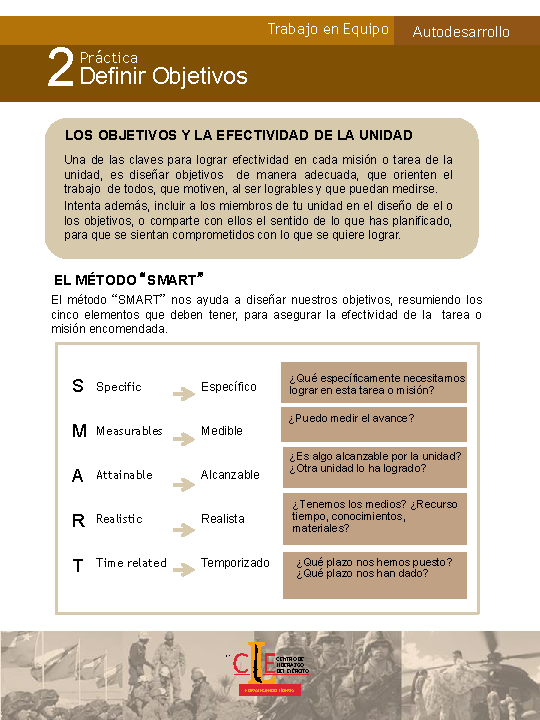 Trabajo en Equipo
Autodesarrollo
2
Práctica
Definir Objetivos
LOS OBJETIVOS Y LA EFECTIVIDAD DE LA UNIDAD
Una de las claves para lograr efectividad en cada misión o tarea de la
unidad, es diseñar objetivos de manera adecuada, que orienten el
trabajo de todos, que motiven, al ser logrables y que puedan medirse.
Intenta además, incluir a los miembros de tu unidad en el diseño de el o
los objetivos, o comparte con ellos el sentido de lo que has planificado,
para que se sientan comprometidos con lo que se quiere lograr.
EL MÉTODO “SMART”
El método “SMART” nos ayuda a diseñar nuestros objetivos, resumiendo los
cinco elementos que deben tener, para asegurar la efectividad de la tarea o
misión encomendada.
S Specific Específico ¿Qué específicamente necesitamos
lograr en esta tarea o misión?
M Measurables Medible ¿Puedo medir el avance?
A Attainable Alcanzable ¿Es algo alcanzable por la unidad?
¿Otra unidad lo ha logrado?
R Realistic Realista ¿Tenemos los medios? ¿Recurso
tiempo, conocimientos,
materiales?
T Time related Temporizado ¿Qué plazo nos hemos puesto?
¿Qué plazo nos han dado?
CLE
CENTRO DE
LIDERAZGO
DEL EJÉRCITO